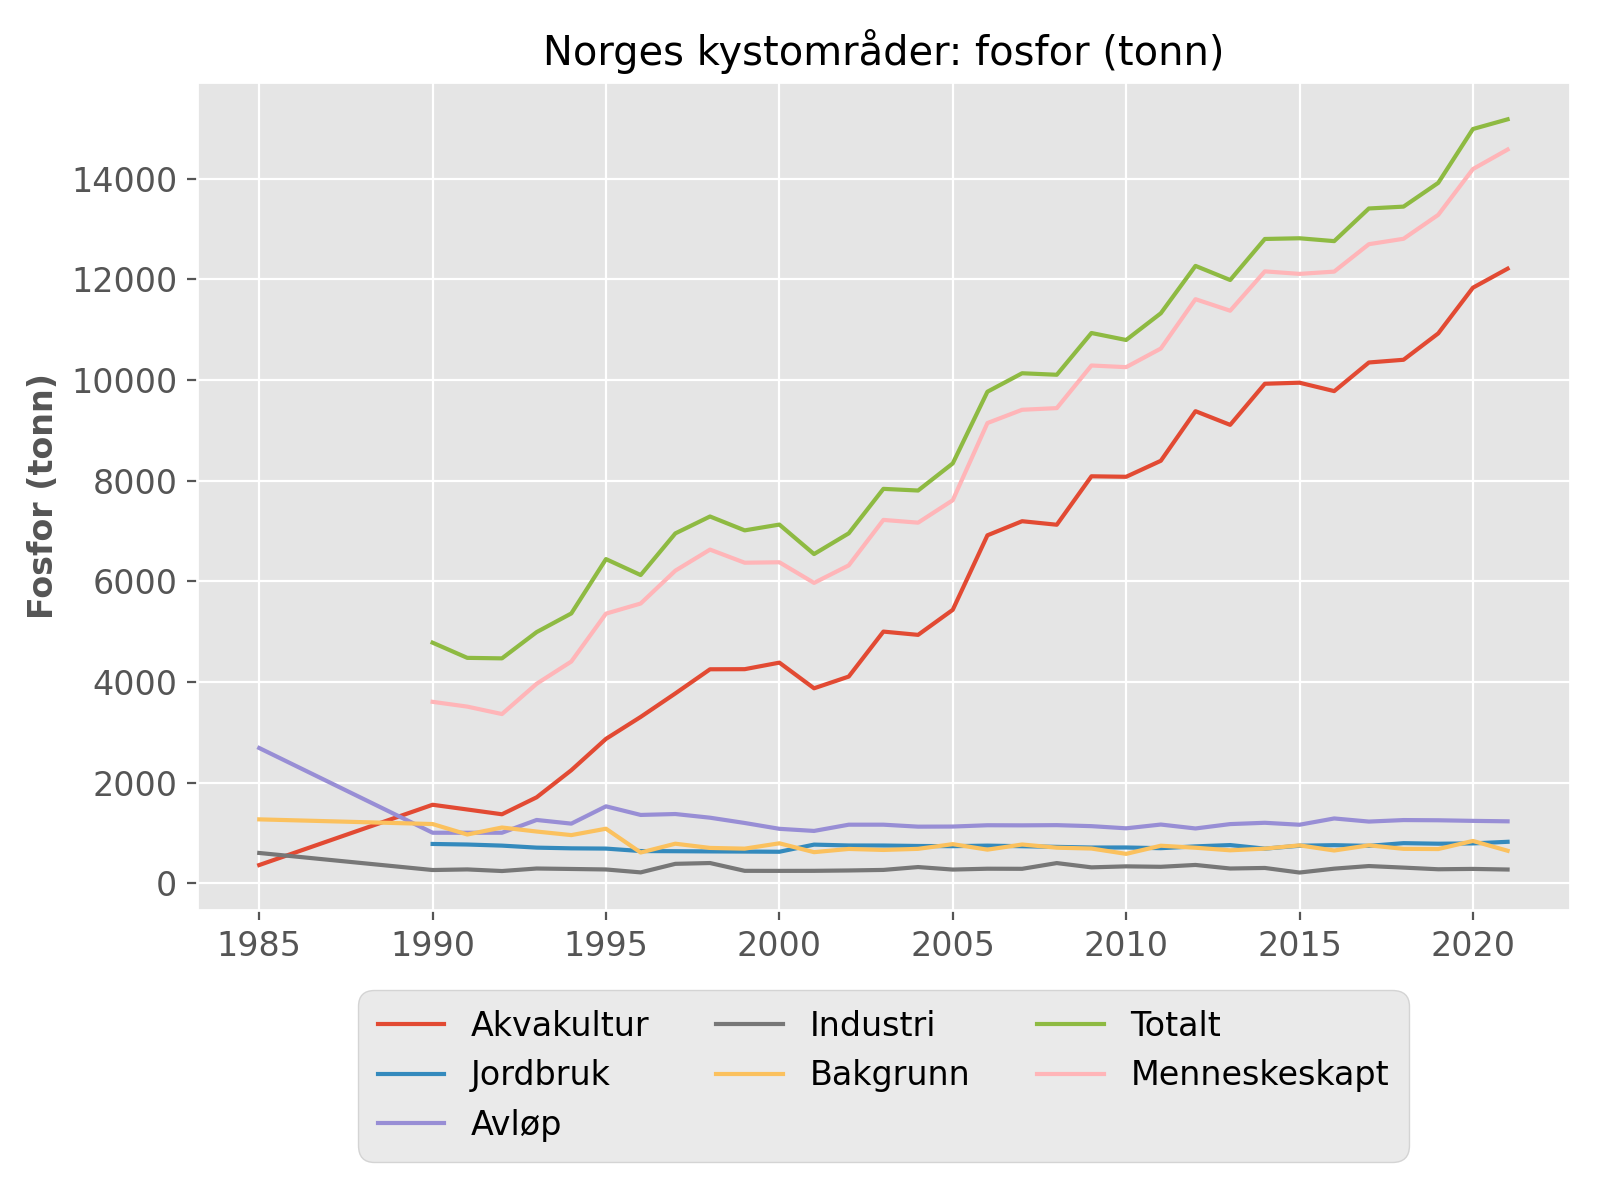 Norges kystområder: fosfor (tonn)
Fosfor (tonn)
14000
12000
10000
8000
6000
4000
2000
0
1985 1990 1995 2000 2005 2010 2015 2020
Akvakultur Industri Totalt
Jordbruk Bakgrunn Menneskeskapt
Avløp